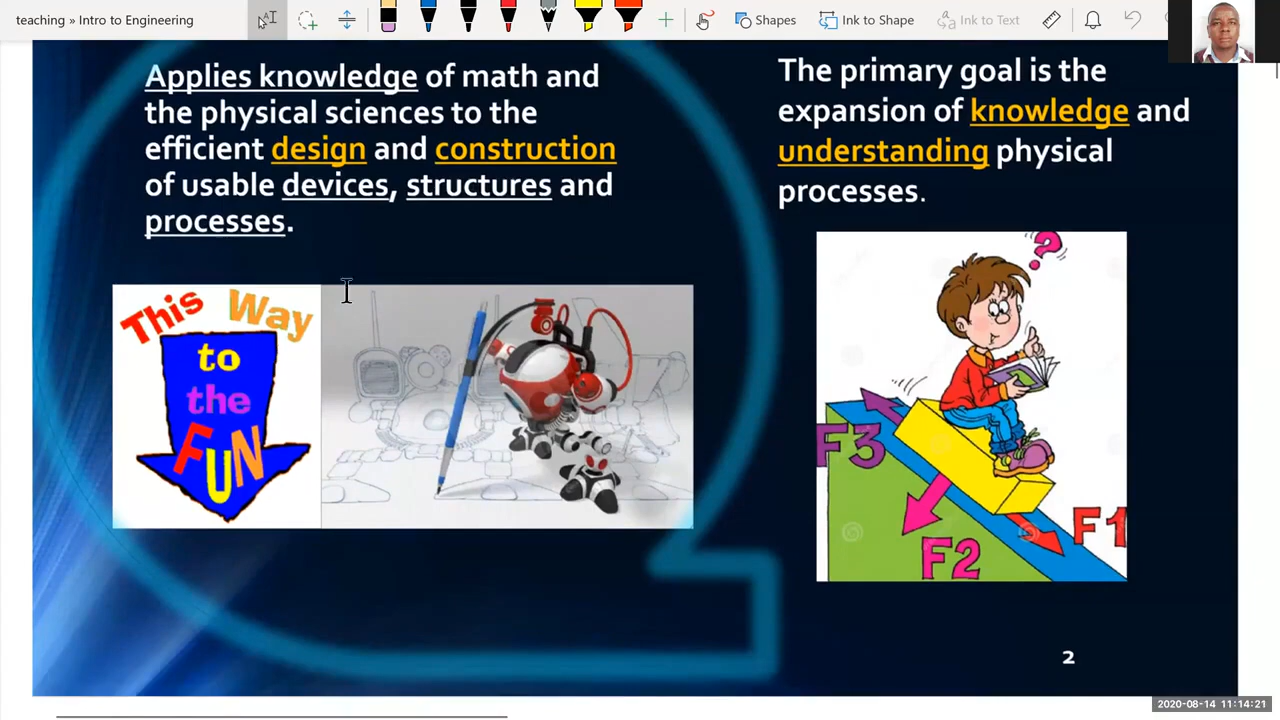 teaching » Intro to Engineering
Shapes
Ink to Shape
Ink to Text
Applies knowledge of math and
the physical sciences to the
efficient design and construction
of usable devices, structures and
processes.
The primary goal is the
expansion of knowledge and
understanding physical
processes.
This Way
to
the
FUN
?
F3
F2
F1
2
2020-08-14 11:14:21